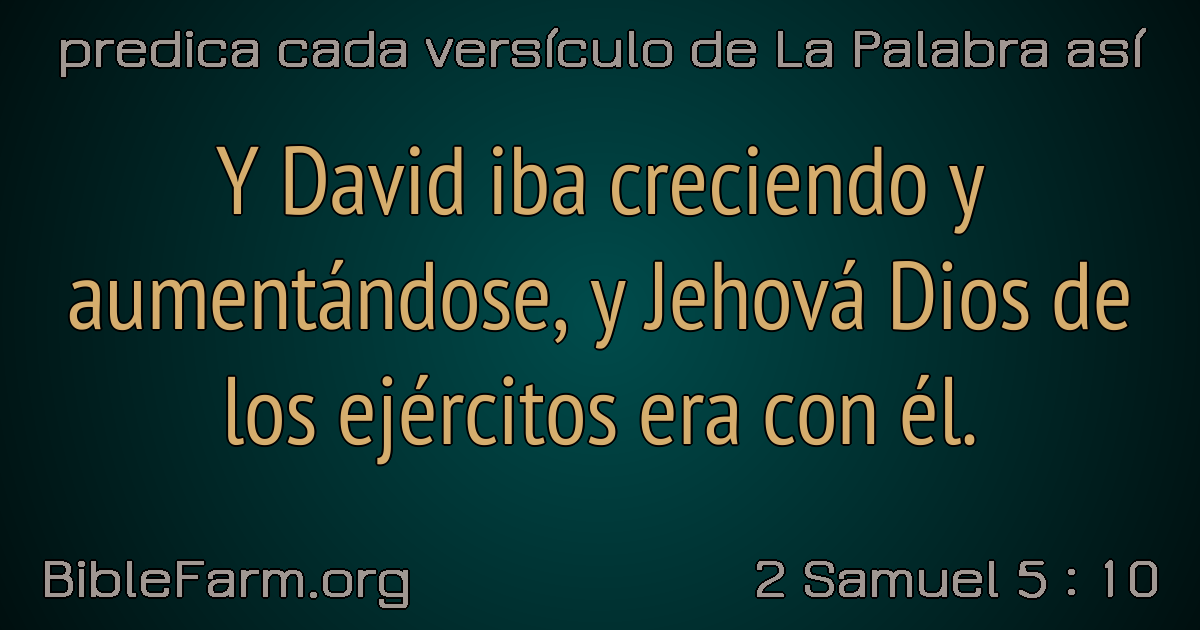 predica cada versículo de La Palabra así
Y David iba creciendo y
aumentándose, y Jehová Dios de
los ejércitos era con él.
BibleFarm.org
2 Samuel 5 : 10